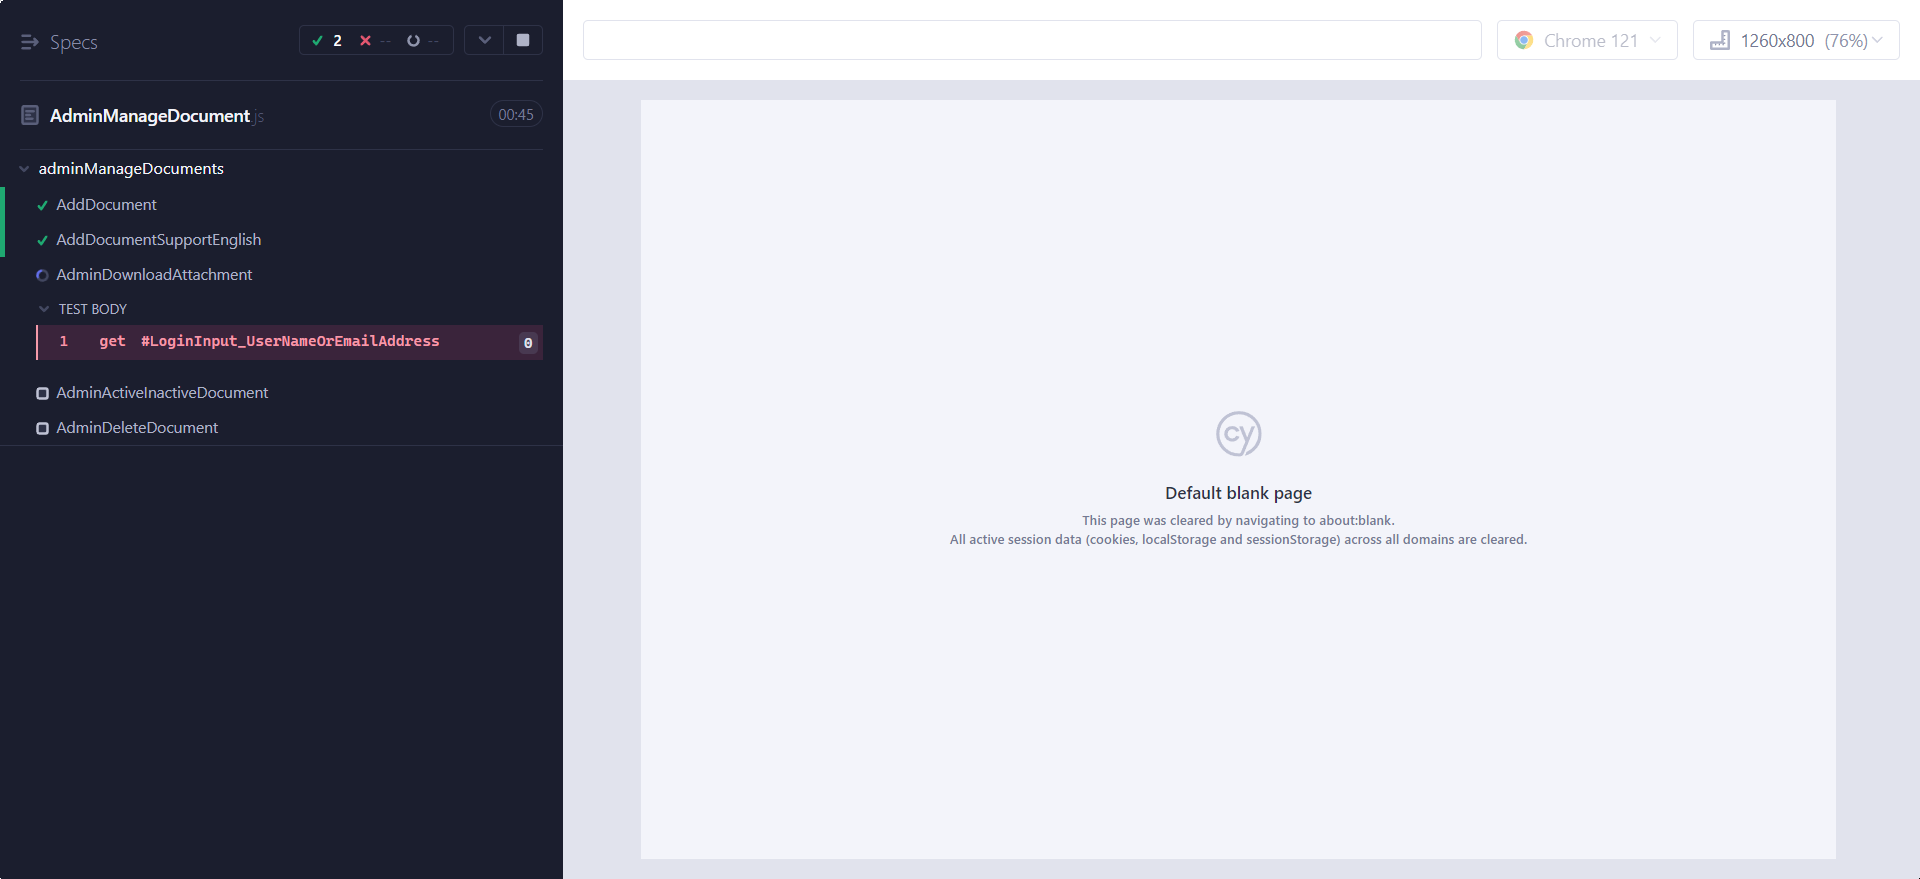 Specs
2 -- --
Chrome 121
1260x800 (76%)
AdminManageDocument.js
00:45
adminManageDocuments
AddDocument
AddDocumentSupportEnglish
AdminDownloadAttachment
TEST BODY
1 get #LoginInput_UserNameOrEmailAddress 0
AdminActiveInactiveDocument
AdminDeleteDocument
cy
Default blank page
This page was cleared by navigating to about:blank.
All active session data (cookies, localStorage and sessionStorage) across all domains are cleared.